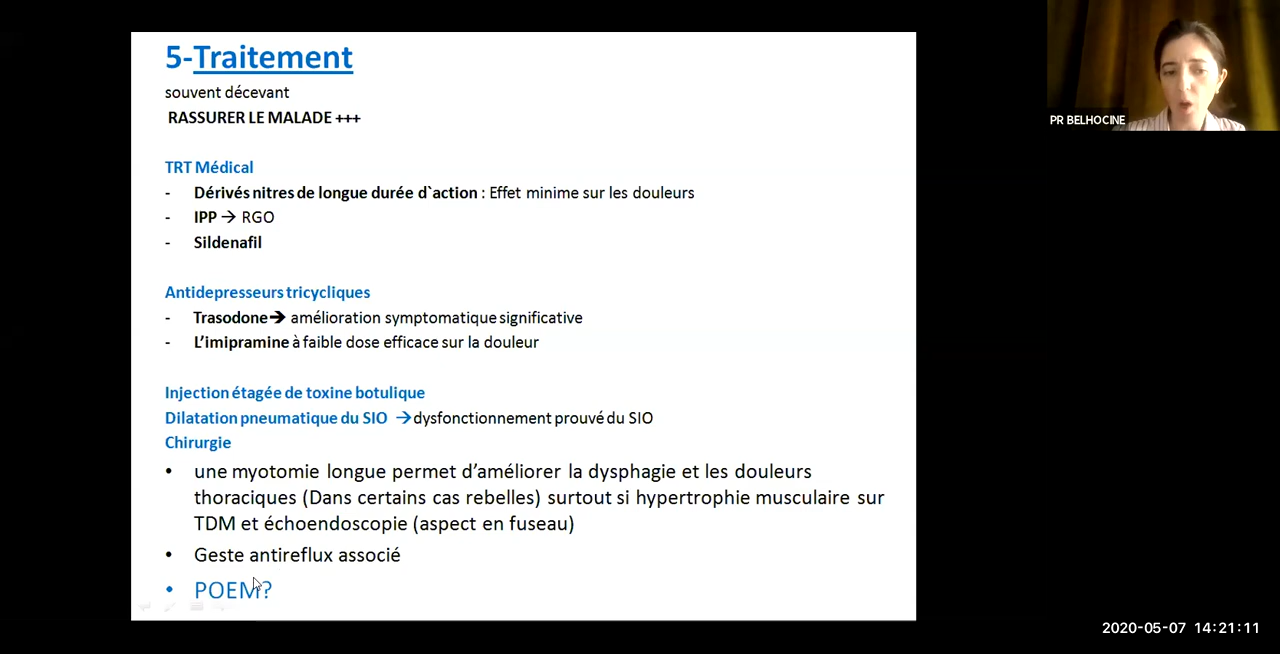 5-Traitement
souvent décevant
RASSURER LE MALADE +++
TRT Médical
- Dérivés nitres de longue durée d`action : Effet minime sur les douleurs
- IPP → RGO
- Sildenafil
Antidepresseurs tricycliques
- Trasodone→ amélioration symptomatique significative
- L’imipramine à faible dose efficace sur la douleur
Injection étagée de toxine botulique
Dilatation pneumatique du SIO →dysfonctionnement prouvé du SIO
Chirurgie
• une myotomie longue permet d’améliorer la dysphagie et les douleurs
thoraciques (Dans certains cas rebelles) surtout si hypertrophie musculaire sur
TDM et échoendoscopie (aspect en fuseau)
• Geste antireflux associé
• POEM?
PR BELHOCINE
2020-05-07 14:21:11